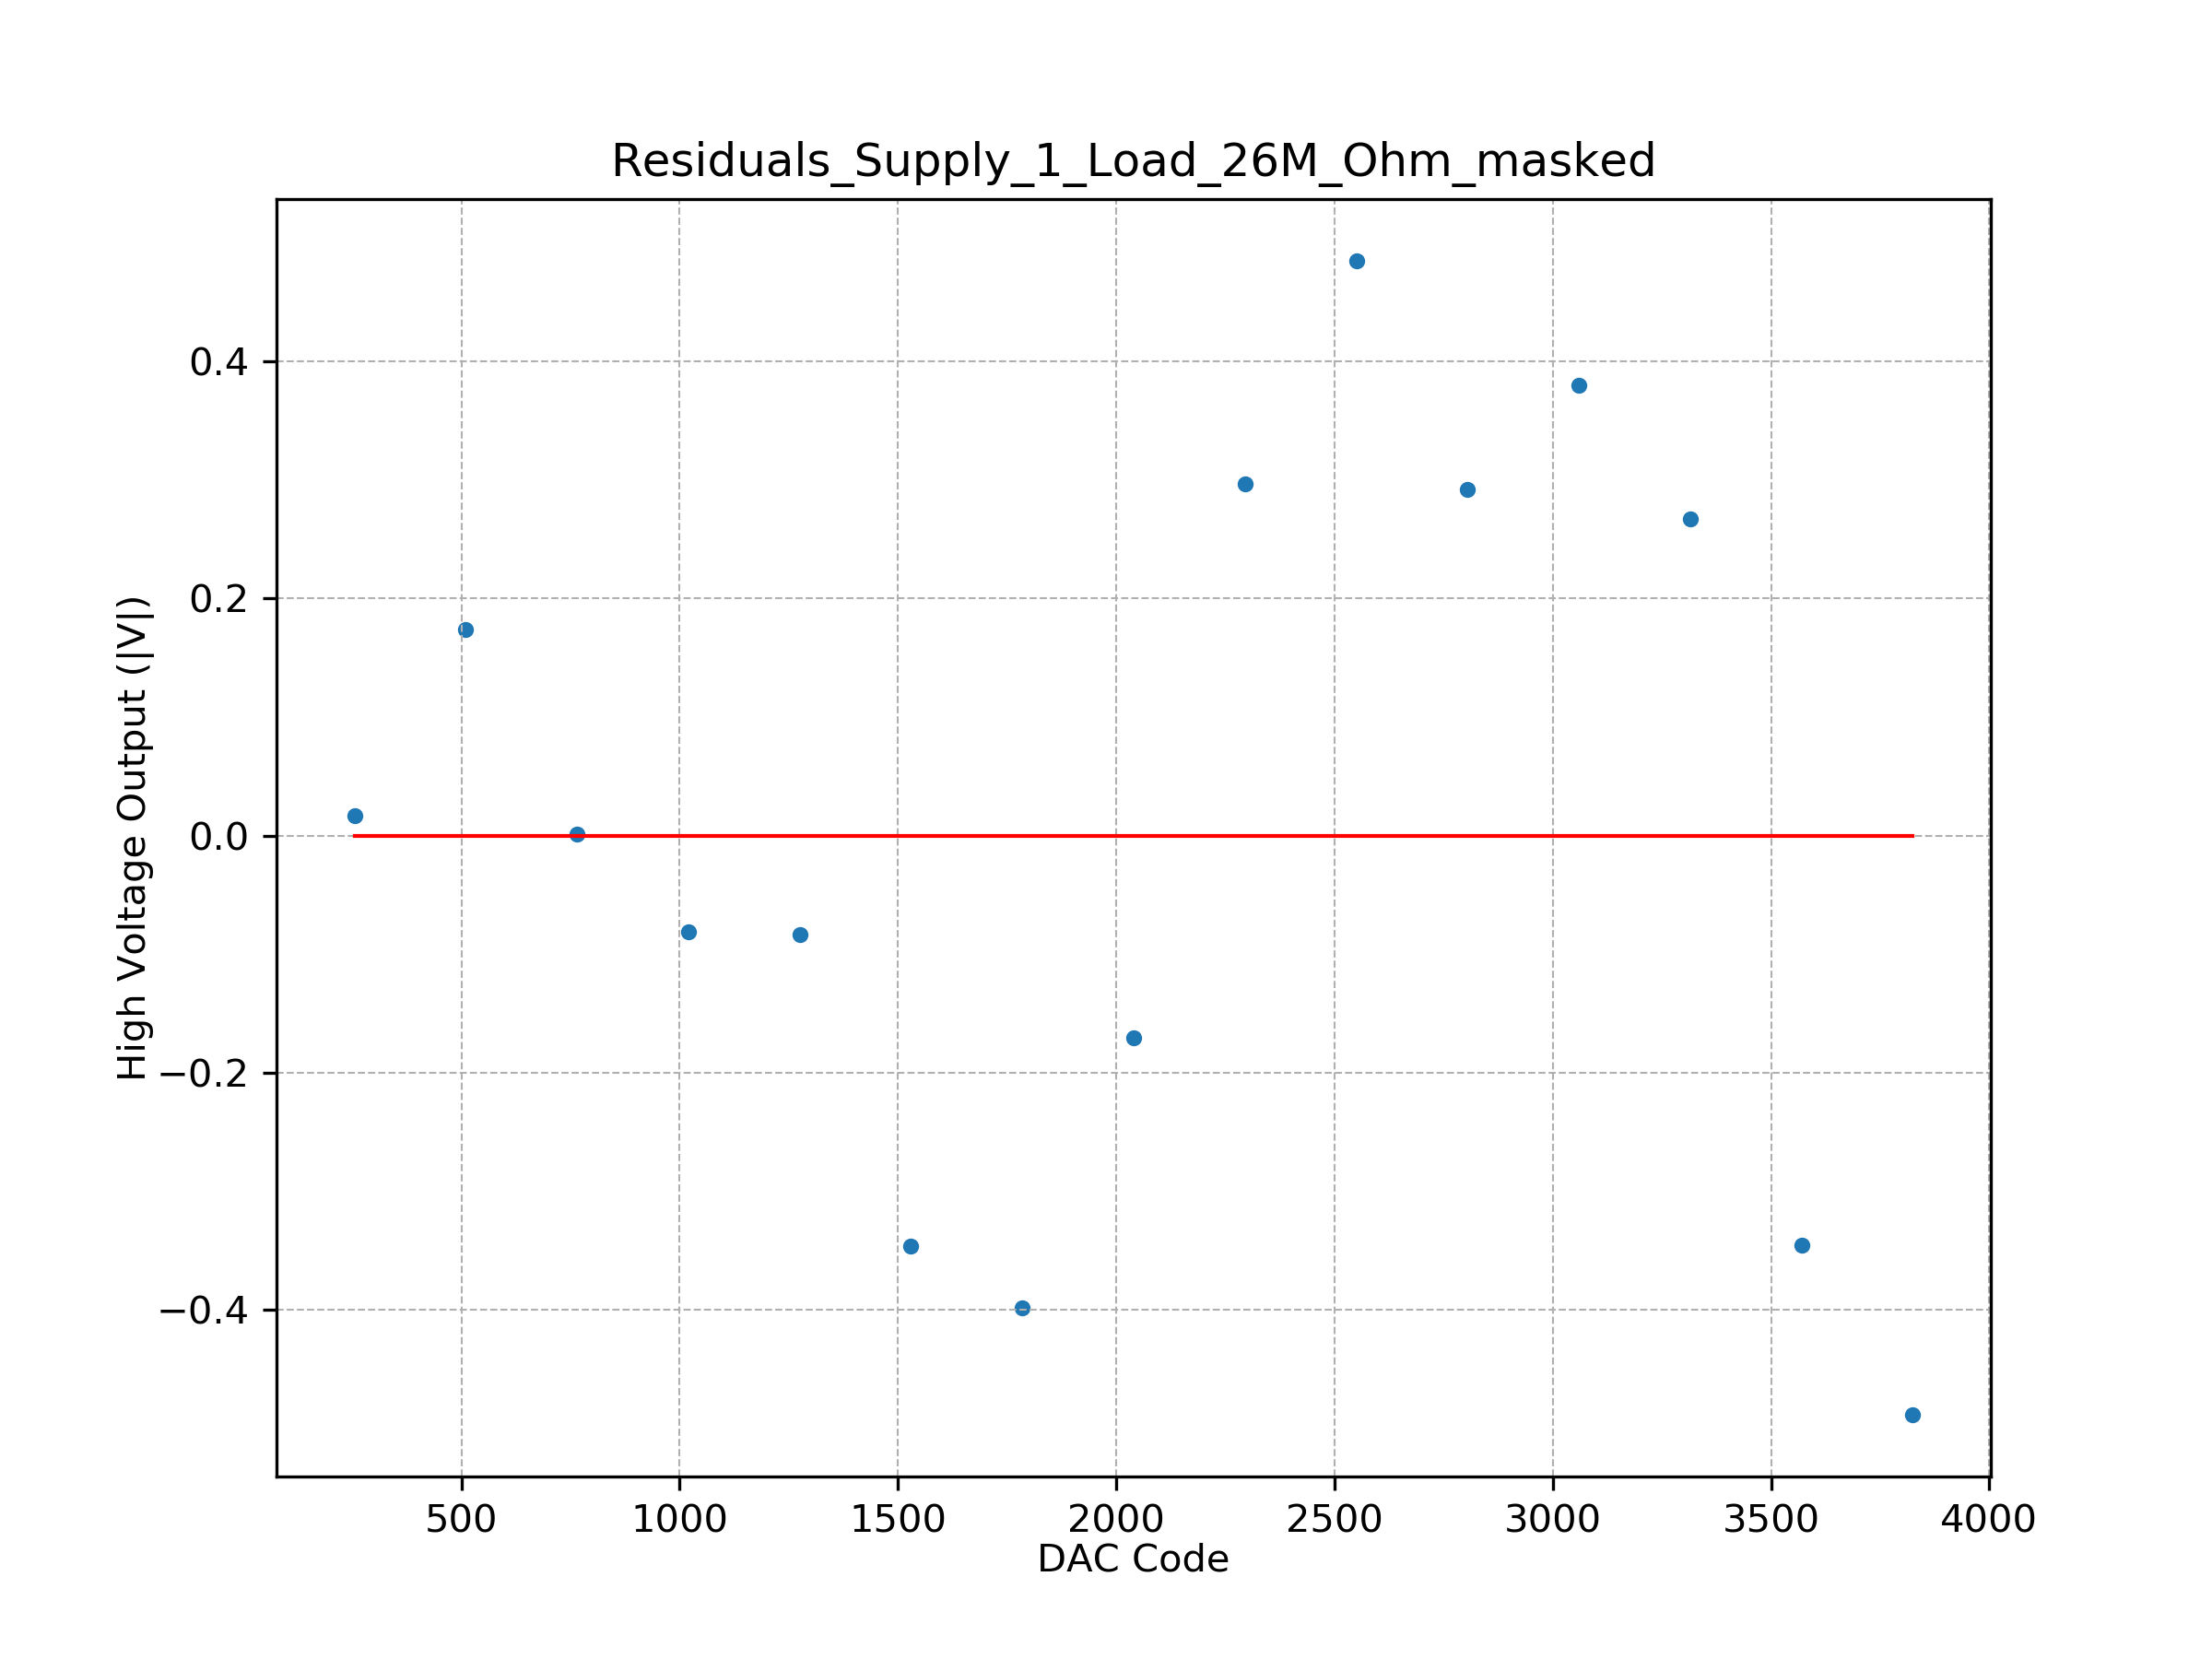 Residuals_Supply_1_Load_26M_Ohm_masked
High Voltage Output (|V|)
0.4
0.2
0.0
−0.2
−0.4
500 1000 1500 2000 2500 3000 3500 4000
DAC Code